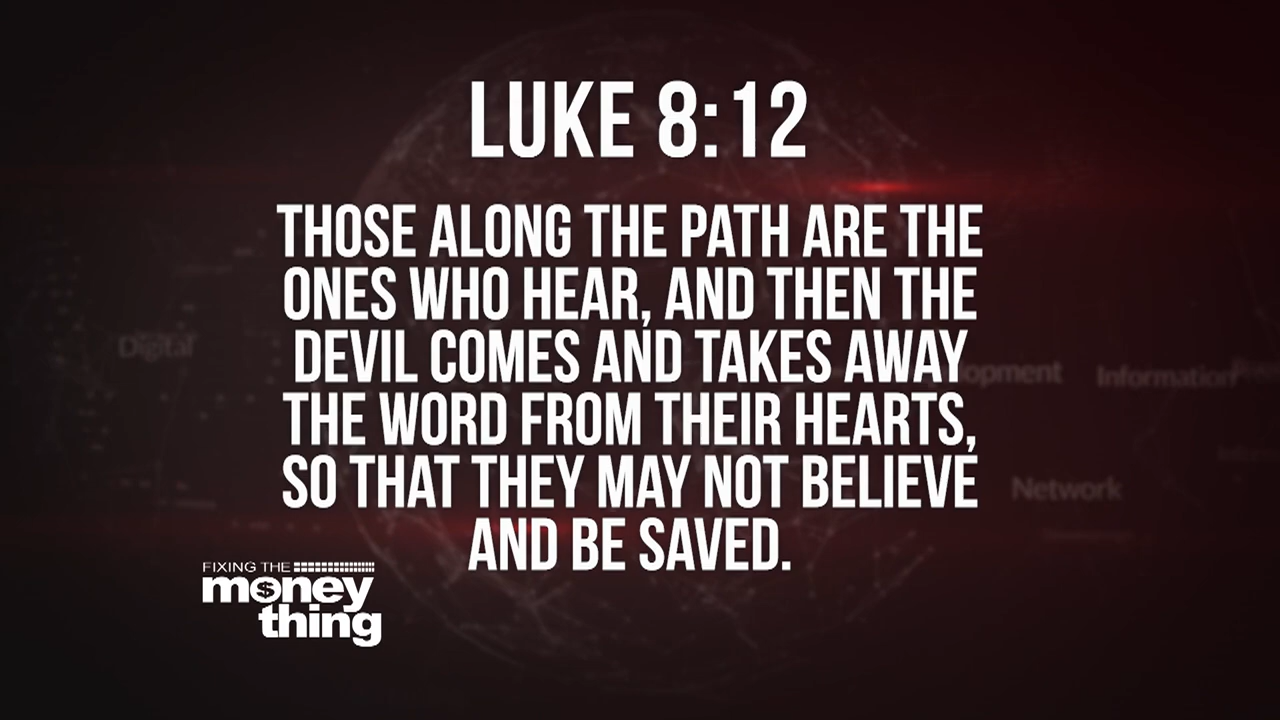 LUKE 8:12
THOSE ALONG THE PATH ARE THE
ONES WHO HEAR, AND THEN THE
DEVIL COMES AND TAKES AWAY
THE WORD FROM THEIR HEARTS,
SO THAT THEY MAY NOT BELIEVE
AND BE SAVED.
Digital
Information
Network
FIXING THE
money
thing